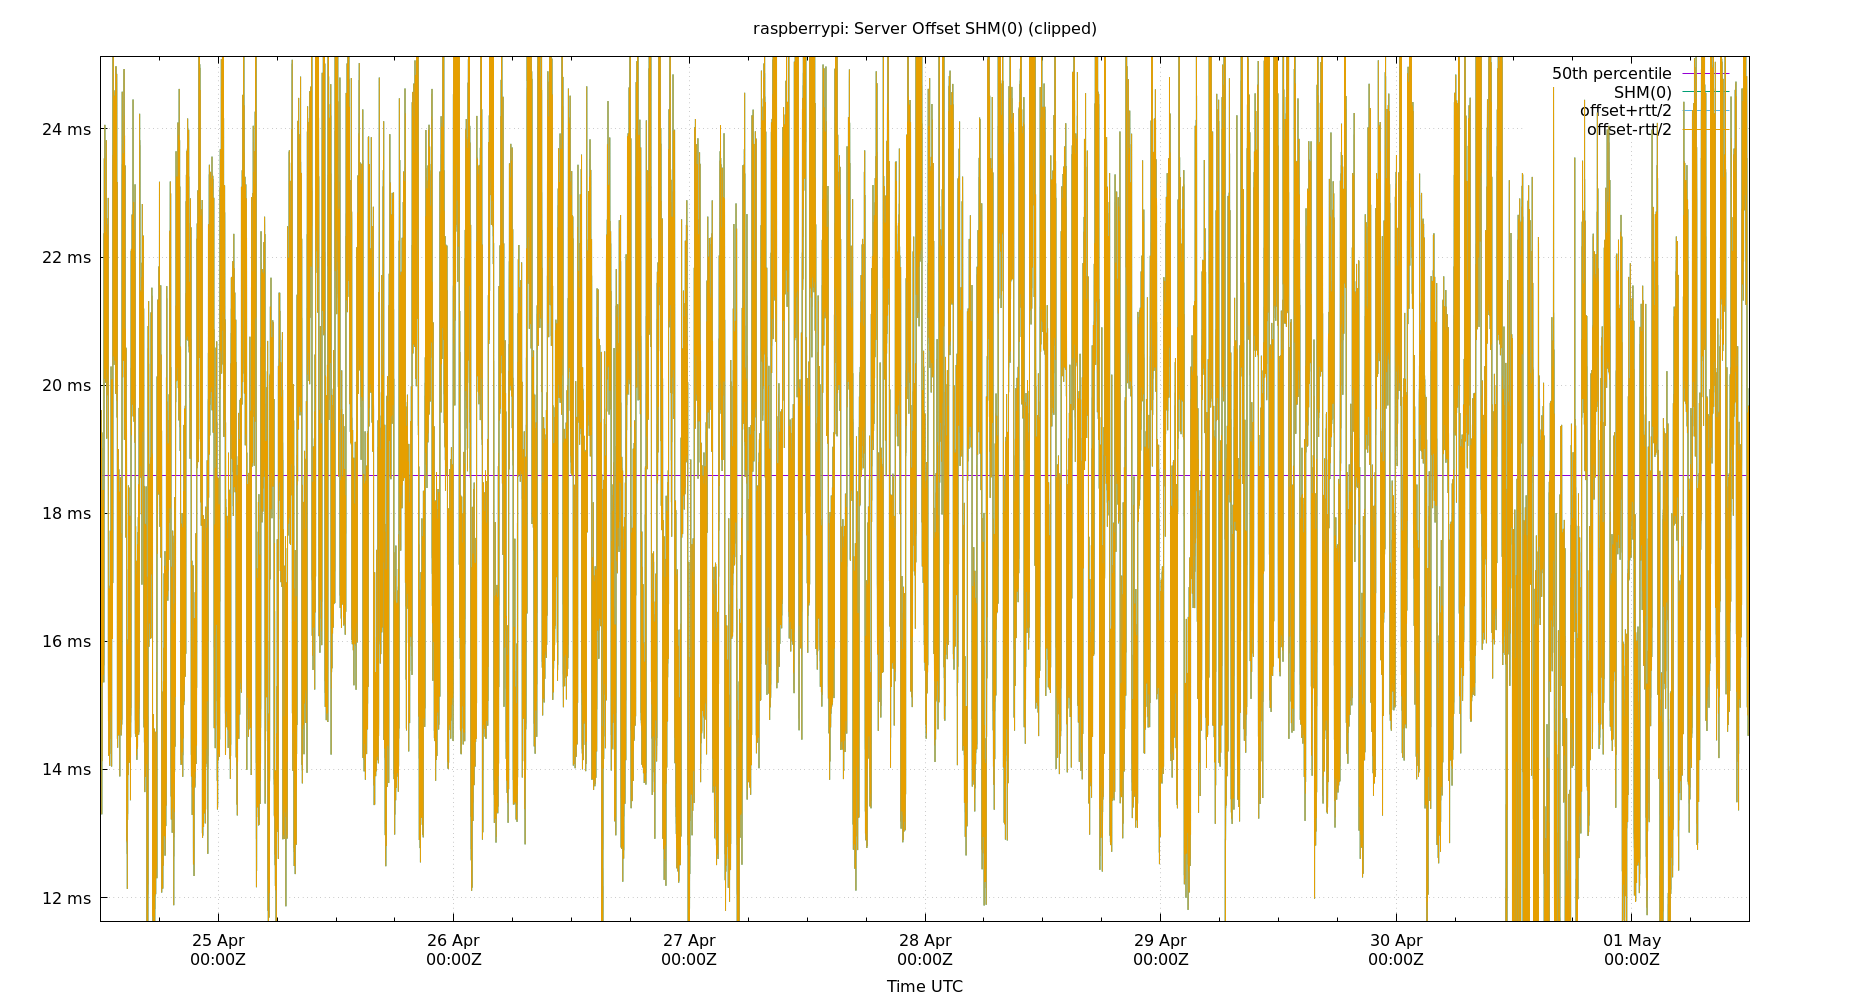 raspberrypi: Server Offset SHM(0) (clipped)
50th percentile
SHM(0)
offset+rtt/2
offset-rtt/2
24 ms
22 ms
20 ms
18 ms
16 ms
14 ms
12 ms
25 Apr 26 Apr 27 Apr 28 Apr 29 Apr 30 Apr 01 May
00:00Z 00:00Z 00:00Z 00:00Z 00:00Z 00:00Z 00:00Z
Time UTC